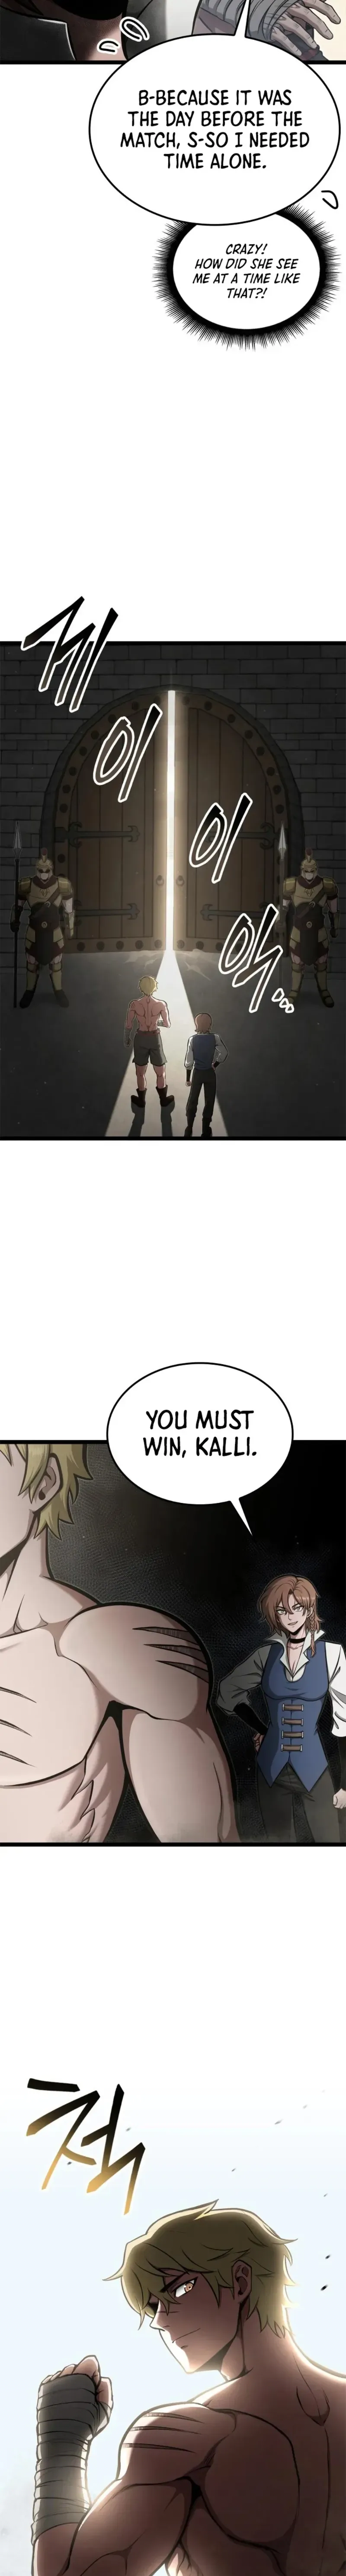 B-BECAUSE IT WAS
THE DAY BEFORE THE
MATCH, S-SO I NEEDED
TIME ALONE.
CRAZY!
HOW DID SHE SEE
ME AT A TIME LIKE
THAT?!
끼
이
이
익...
YOU MUST
WIN, KALLI.
척